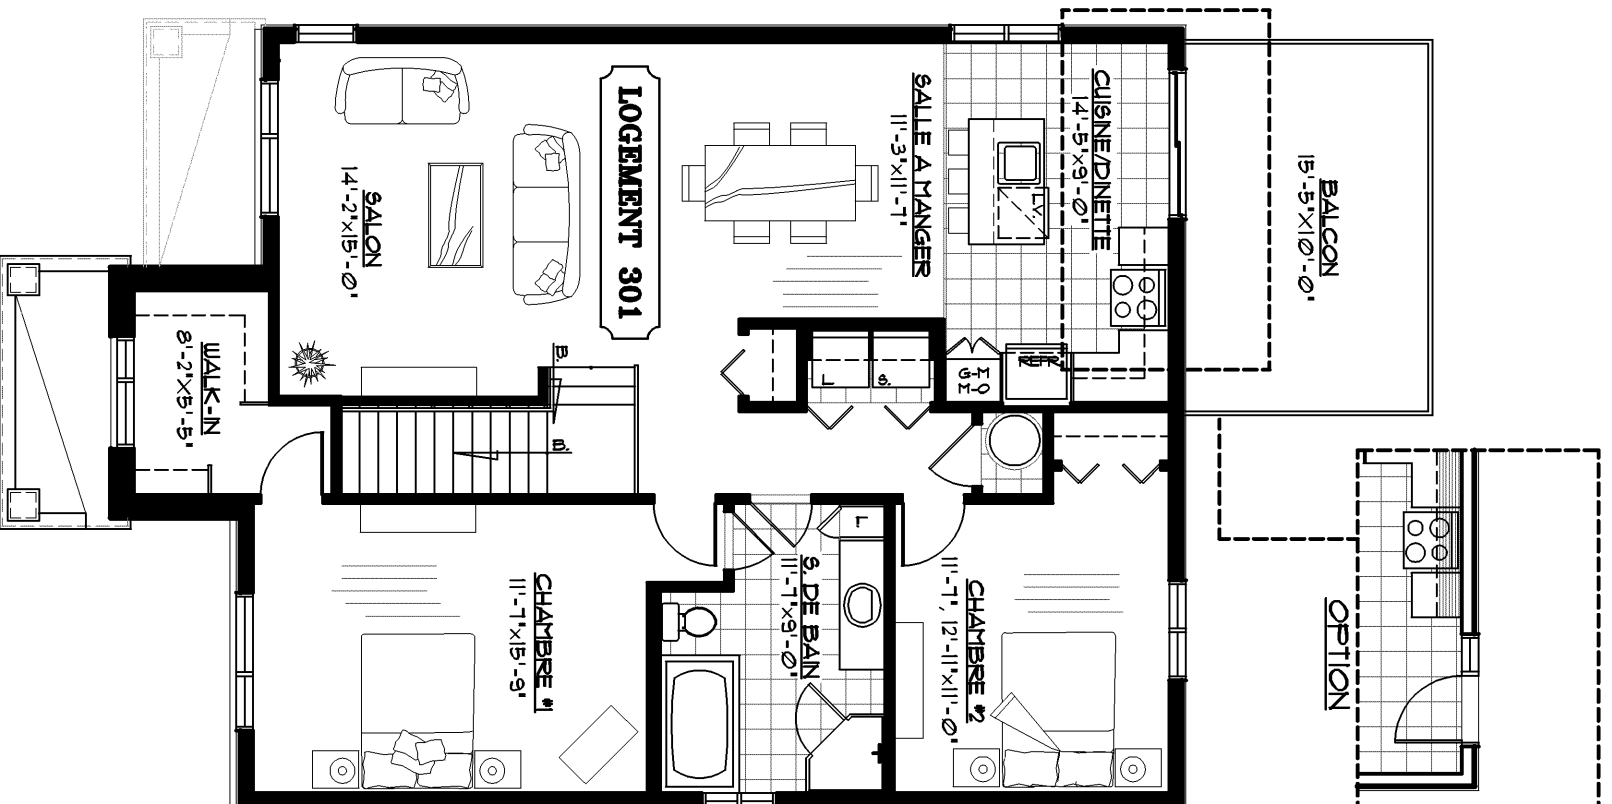 LOGEMENT 301
SALON
14'-2"x15'-0"
SALLE A MANGER
11'-3"x11'-7"
CUISINE/DINETTE
14'-5"x9'-0"
L.V.
BALCON
15'-5"X10'-0"
WALK-IN
8'-2"X5'-5"
B.
B.
L
S.
REFR
CHAMBRE #1
11'-7"x15'-9"
S. DE BAIN
11'-7"x9'-0"
L
CHAMBRE #2
11'-7", 12'-11"x11'-0"
OPTION